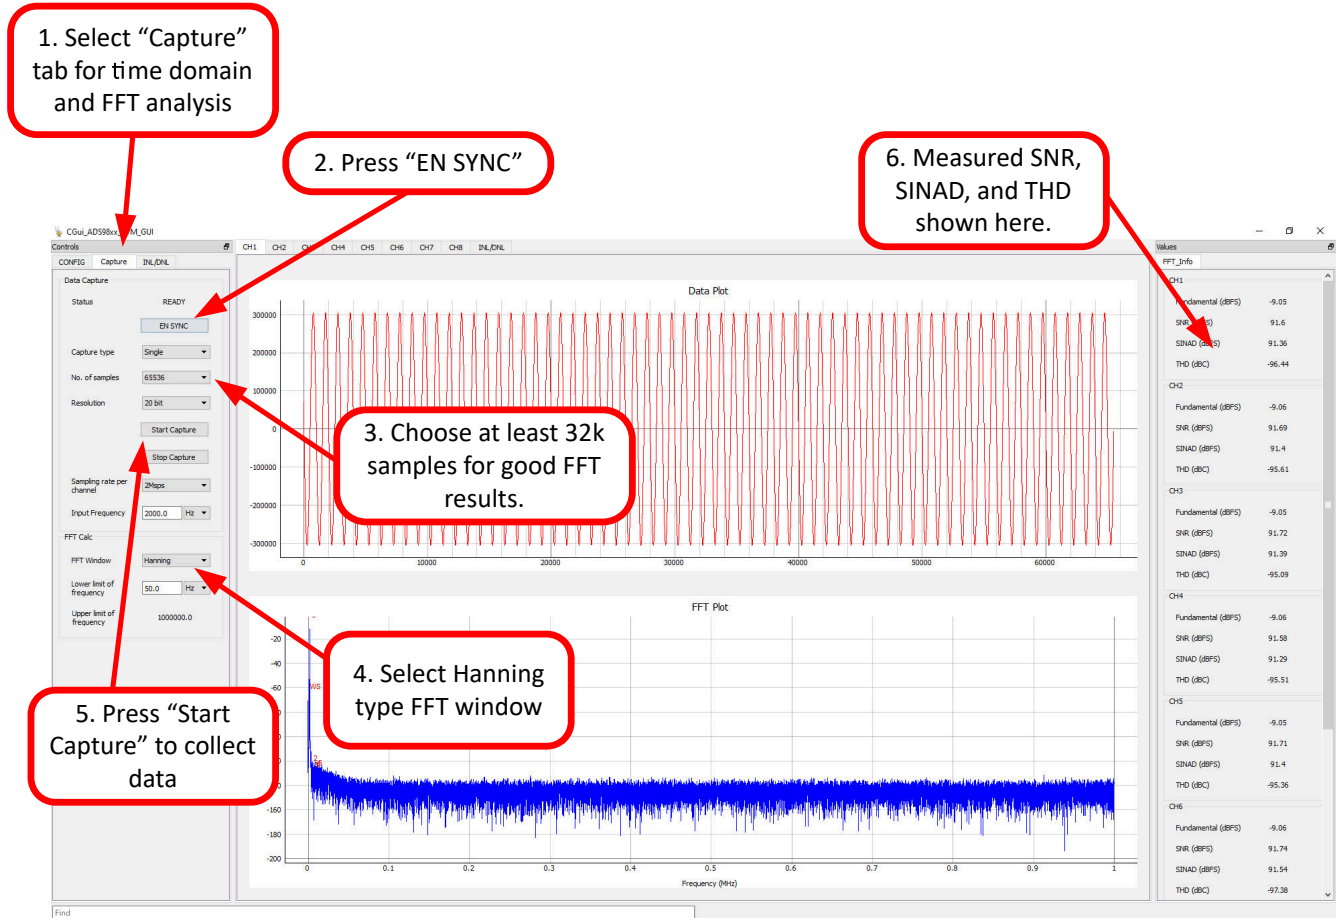 1. Select “Capture”
tab for time domain
and FFT analysis
2. Press “EN SYNC”
6. Measured SNR,
SINAD, and THD
shown here.
Controls
CH1 CH2 CH4 CH5 CH6 CH7 CH8 INL/DNL
Values
CONFIG Capture INL/DNL
FFT_Info
Data Capture
Status READY
EN SYNC
Capture type Single
No. of samples 65536
Resolution 20 bit
Start Capture
Stop Capture
Sampling rate per
channel
2Msps
Input Frequency 2000.0 Hz
FFT Calc
FFT Window Hanning
Lower limit of
frequency
50.0 Hz
Upper limit of
frequency
1000000.0
Data Plot
300000
200000
100000
0
-100000
-200000
-300000
0 10000 20000 30000 40000 50000 60000
3. Choose at least 32k
samples for good FFT
results.
FFT Plot
-20
-40
-60
-160
-180
-200
WS
2
0 0.1 0.2 0.3 0.4 0.5 0.6 0.7 0.8 0.9 1
Frequency (MHz)
4. Select Hanning
type FFT window
5. Press “Start
Capture” to collect
data
CH1
Fundamental (dBFS) -9.05
91.6
SINAD (dBFS) 91.36
THD (dBC) -96.44
CH2
Fundamental (dBFS) -9.06
SNR (dBFS) 91.69
SINAD (dBFS) 91.4
THD (dBC) -95.61
CH3
Fundamental (dBFS) -9.05
SNR (dBFS) 91.72
SINAD (dBFS) 91.39
THD (dBC) -95.09
CH4
Fundamental (dBFS) -9.06
SNR (dBFS) 91.58
SINAD (dBFS) 91.29
THD (dBC) -95.51
CH5
Fundamental (dBFS) -9.05
SNR (dBFS) 91.71
SINAD (dBFS) 91.4
THD (dBC) -95.36
CH6
Fundamental (dBFS) -9.06
SNR (dBFS) 91.74
SINAD (dBFS) 91.54
THD (dBC) -97.38
Find